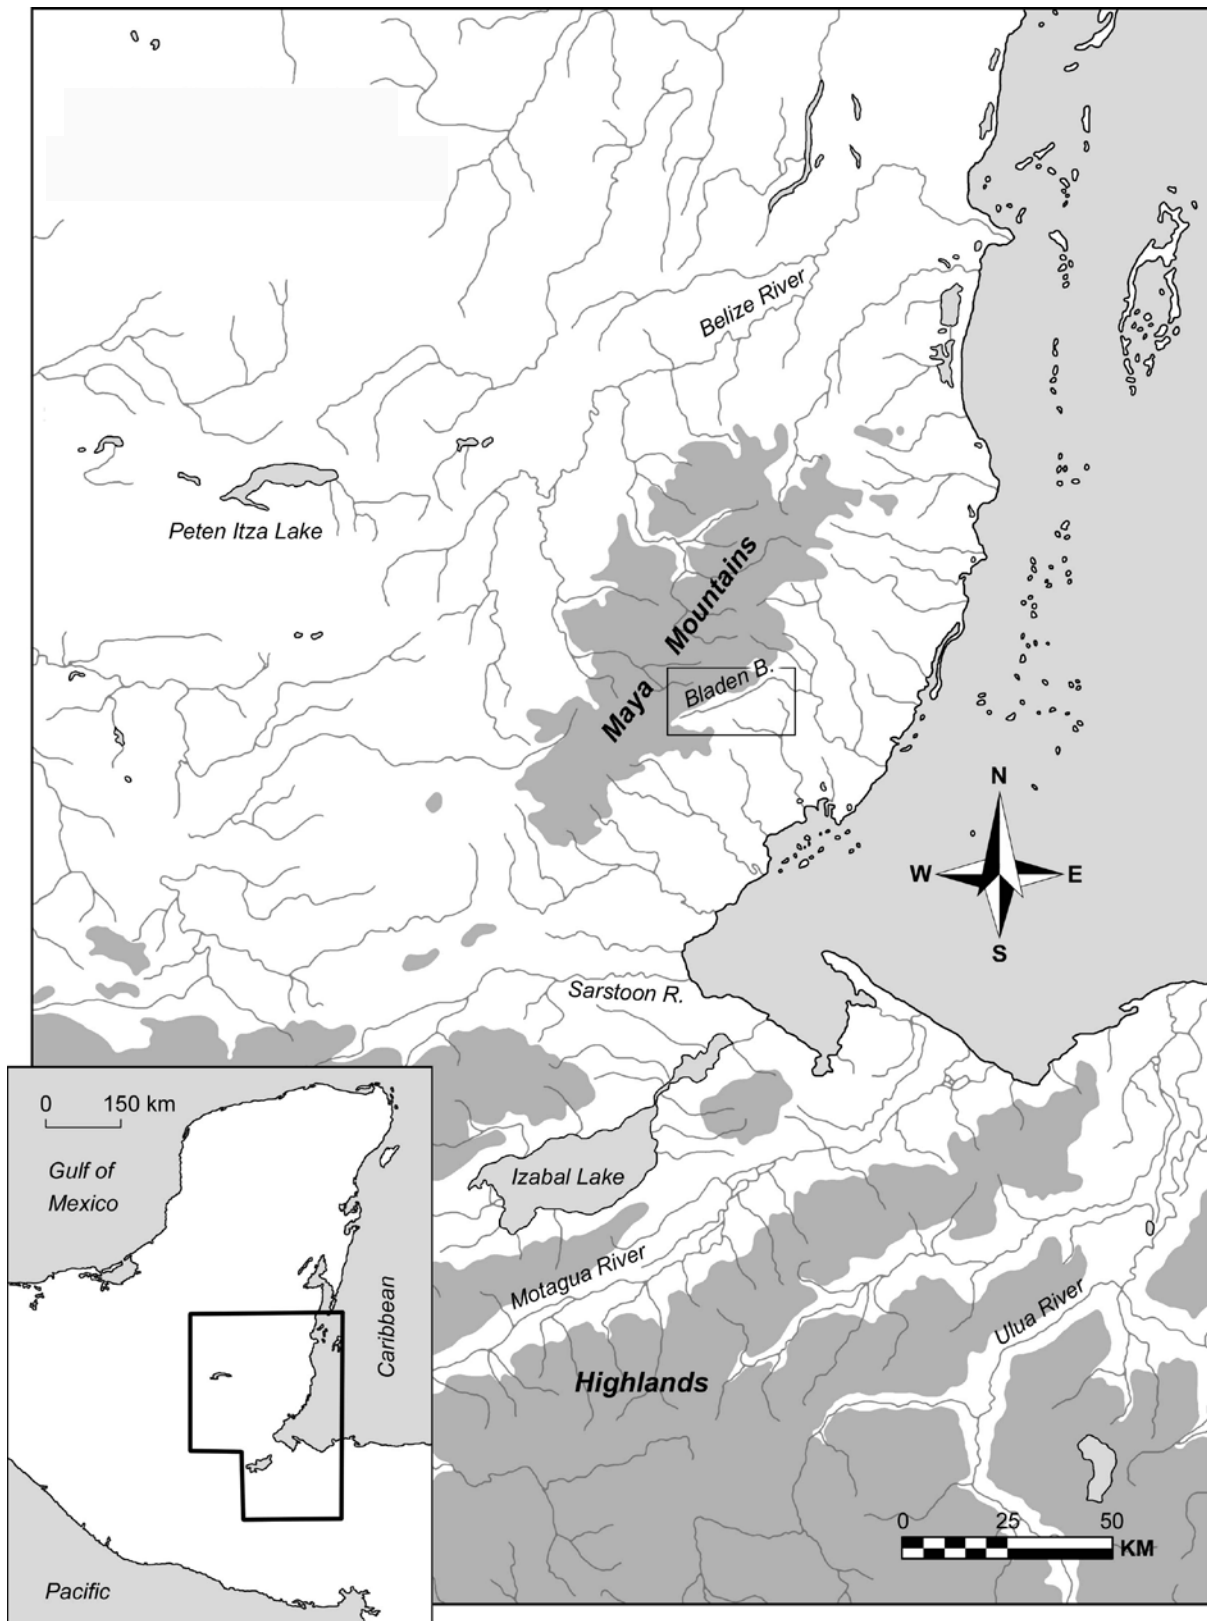 Belize River
Peten Itza Lake
Maya Mountains
Bladen B.
N
W
E
S
Sarstoon R.
Izabal Lake
Motagua River
Ulua River
Highlands
0 25 50
KM
0 150 km
Gulf of
Mexico
Caribbean
Pacific